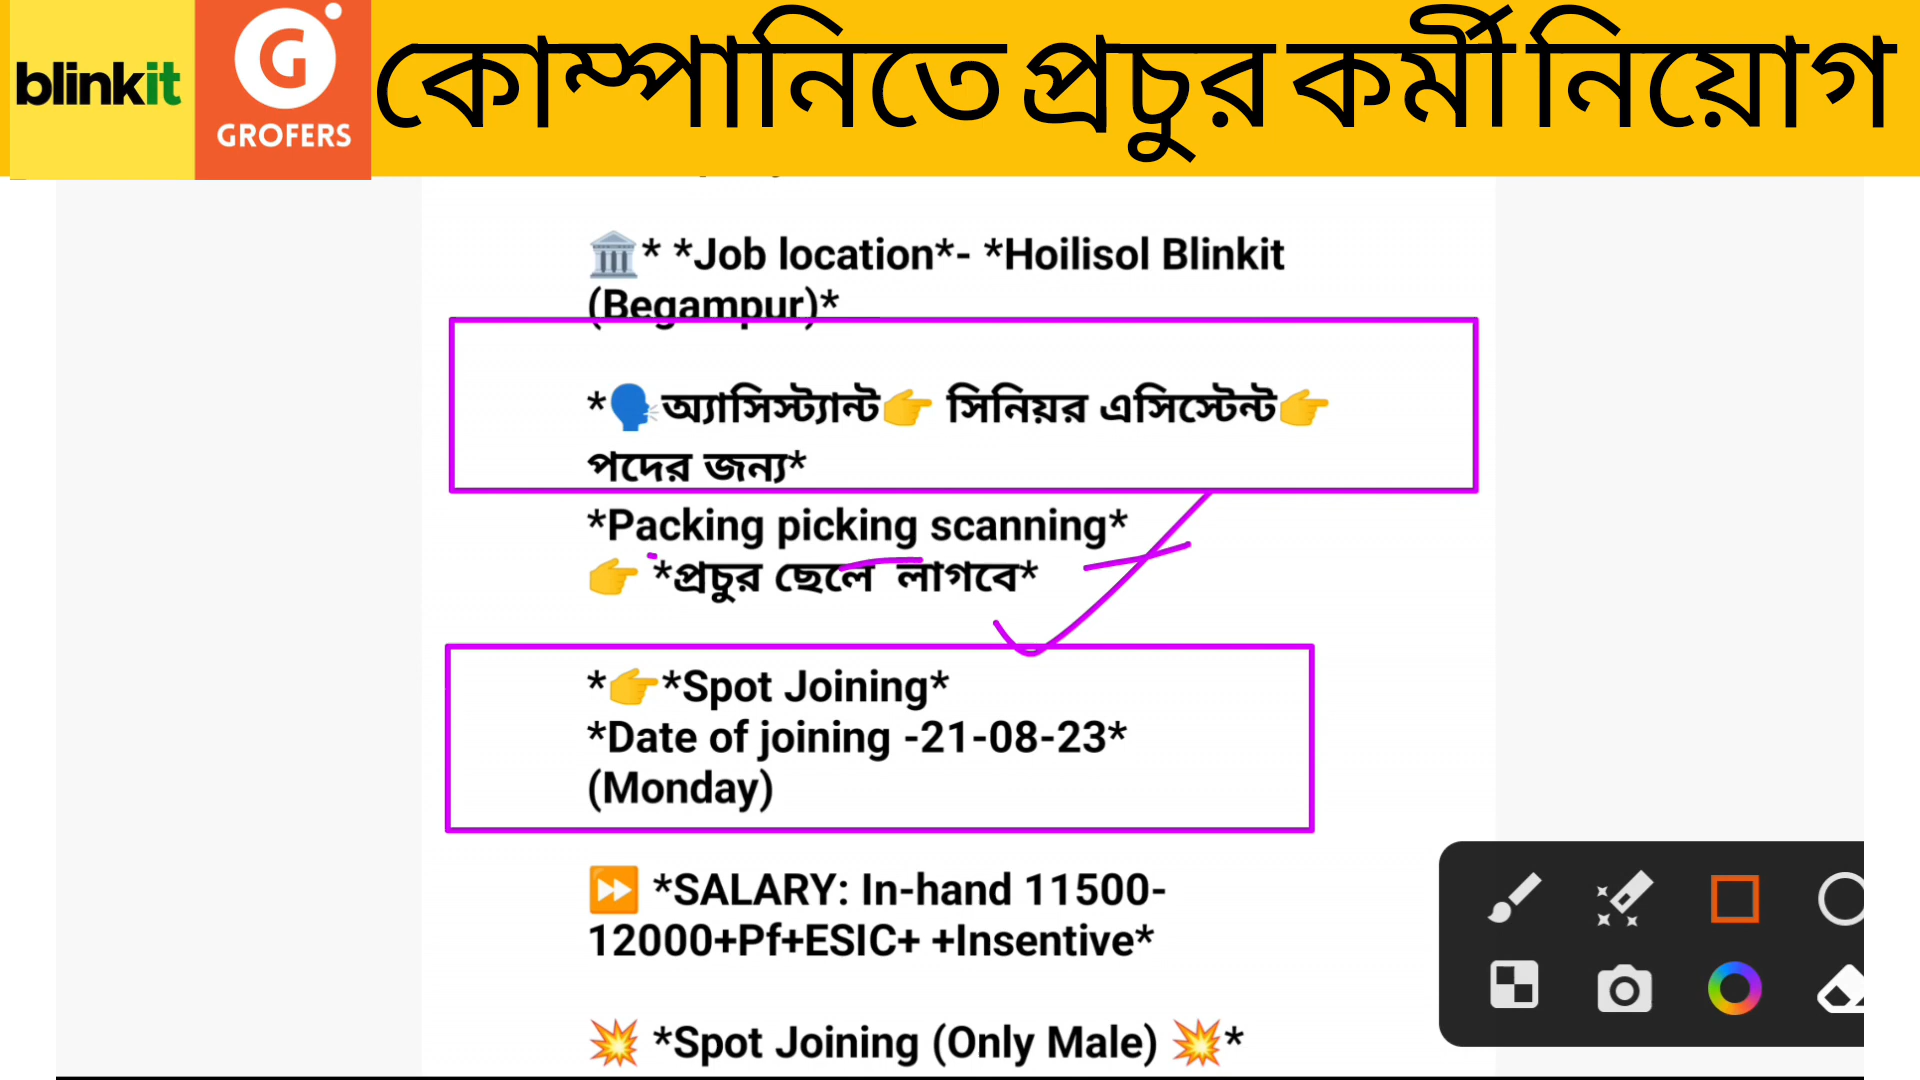 blinkit
G
GROFERS
কোম্পানিতে প্রচুর কর্মী নিয়োগ
🏛️* *Job location*- *Hoilisol Blinkit
(Begampur)*
*🗣️অ্যাসিস্ট্যান্ট👉 সিনিয়র এসিস্টেন্ট👉
পদের জন্য*
*Packing picking scanning*
👉 *প্রচুর ছেলে লাগবে*
*👉*Spot Joining*
*Date of joining -21-08-23*
(Monday)
⏩ *SALARY: In-hand 11500-
12000+Pf+ESIC+ +Insentive*
💥 *Spot Joining (Only Male) 💥*